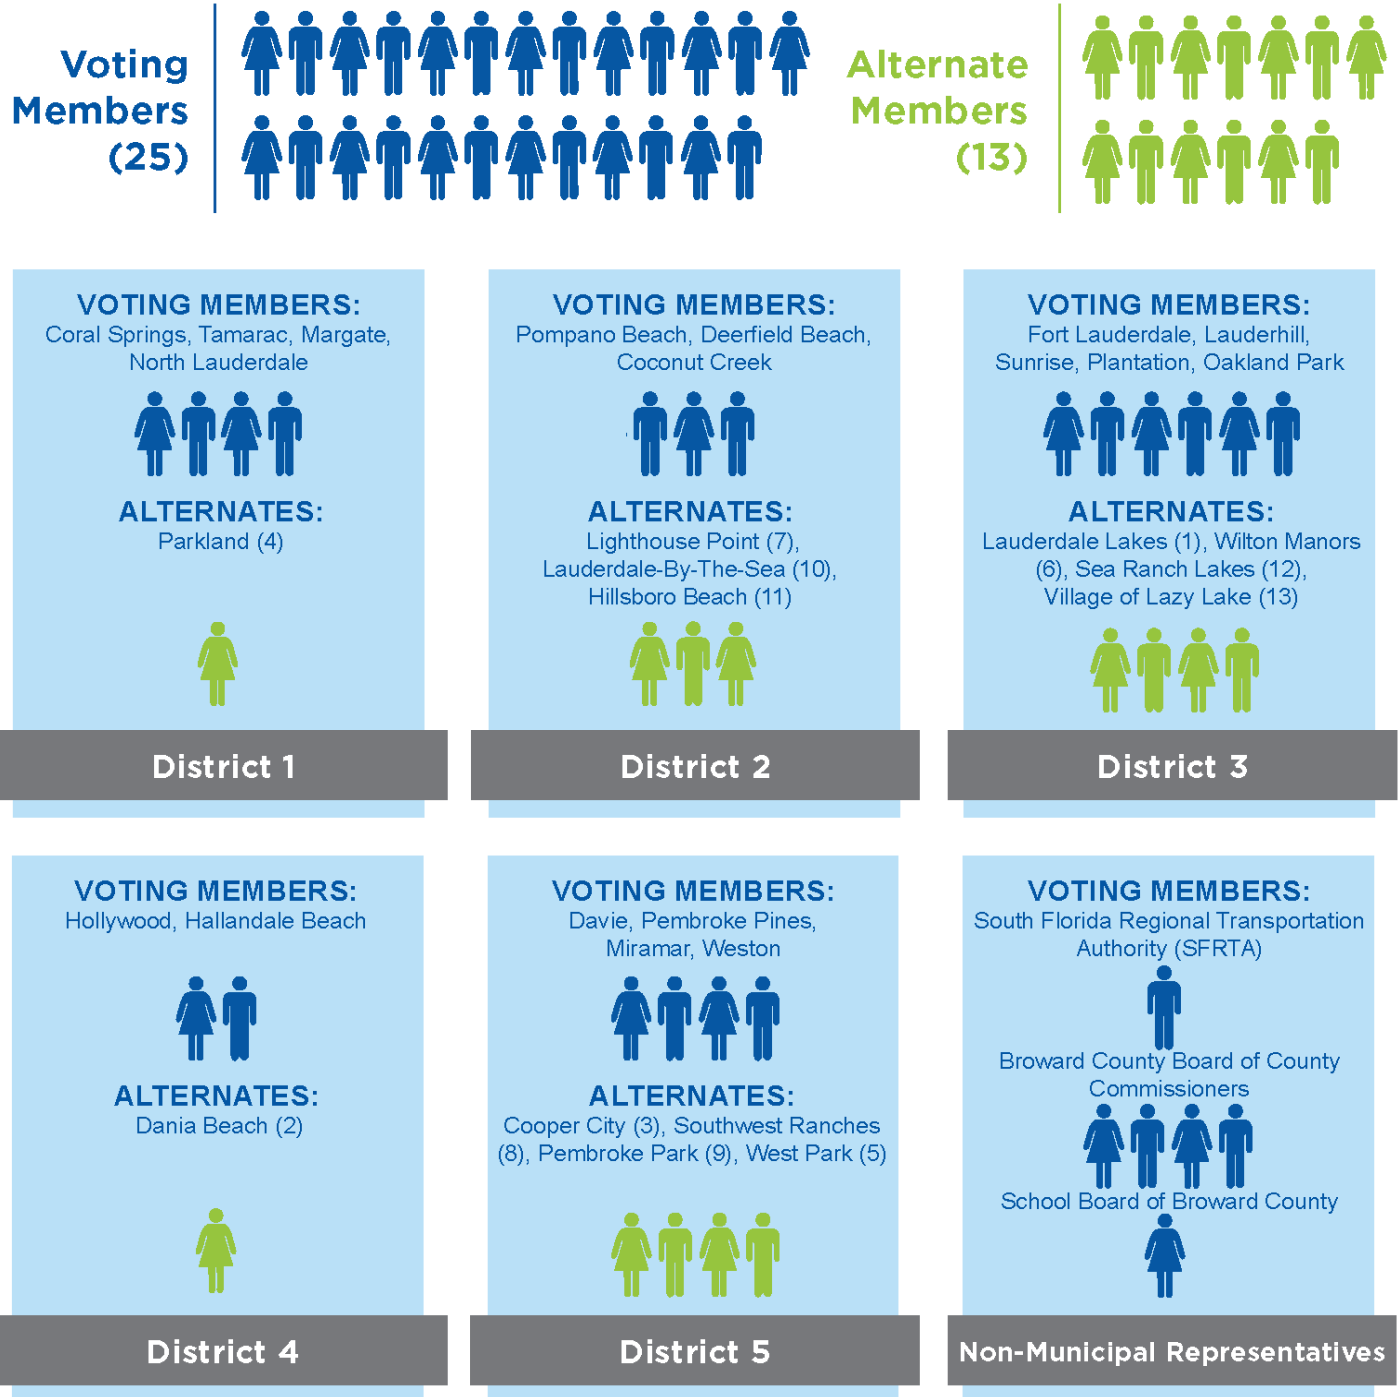 Voting
Members
(25)
Alternate
Members
(13)
VOTING MEMBERS:
Coral Springs, Tamarac, Margate,
North Lauderdale
ALTERNATES:
Parkland (4)
District 1
VOTING MEMBERS:
Pompano Beach, Deerfield Beach,
Coconut Creek
ALTERNATES:
Lighthouse Point (7),
Lauderdale-By-The-Sea (10),
Hillsboro Beach (11)
District 2
VOTING MEMBERS:
Fort Lauderdale, Lauderhill,
Sunrise, Plantation, Oakland Park
ALTERNATES:
Lauderdale Lakes (1), Wilton Manors
(6), Sea Ranch Lakes (12),
Village of Lazy Lake (13)
District 3
VOTING MEMBERS:
Hollywood, Hallandale Beach
ALTERNATES:
Dania Beach (2)
District 4
VOTING MEMBERS:
Davie, Pembroke Pines,
Miramar, Weston
ALTERNATES:
Cooper City (3), Southwest Ranches
(8), Pembroke Park (9), West Park (5)
District 5
VOTING MEMBERS:
South Florida Regional Transportation
Authority (SFRTA)
Broward County Board of County
Commissioners
School Board of Broward County
Non-Municipal Representatives